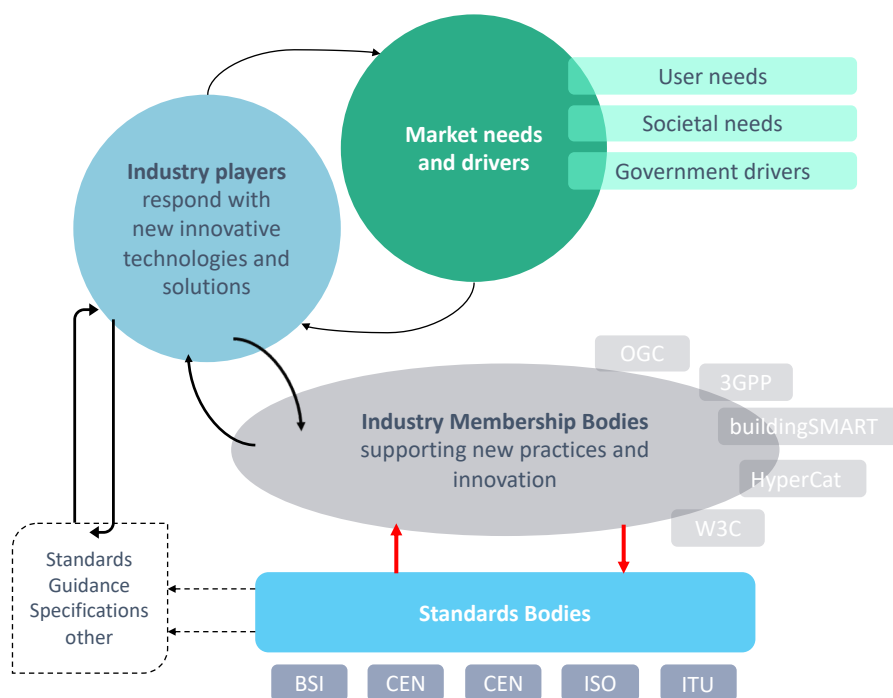 Market needs
and drivers
User needs
Societal needs
Government drivers
Industry players
respond with
new innovative
technologies and
solutions
OGC
3GPP
buildingSMART
HyperCat
W3C
Industry Membership Bodies
supporting new practices and
innovation
Standards
Guidance
Specifications
other
Standards Bodies
BSI
CEN
CEN
ISO
ITU